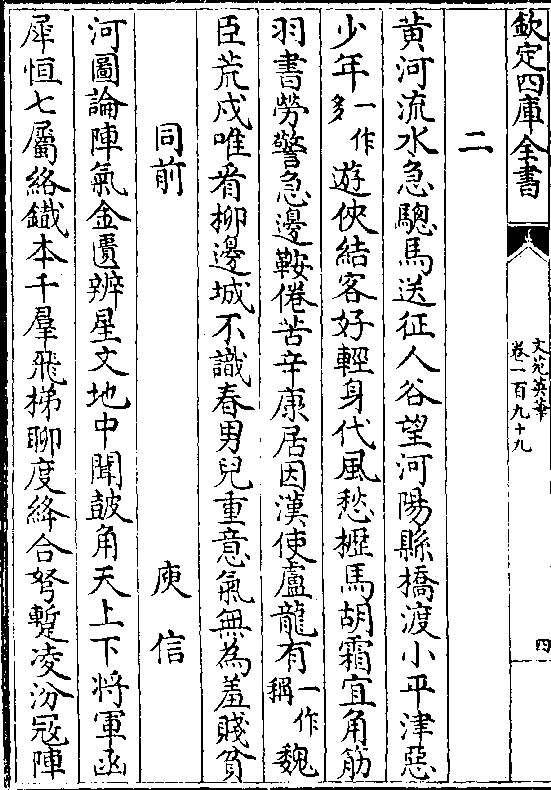 欽定四庫全書
文苑英華
卷一百九十九
四
二
黄河流水急驄馬送征人谷望河陽縣橋渡小平津惡
少年一作多遊俠結客好輕身代風愁櫪馬胡霜宜角筋
羽書勞警急邊鞍倦苦辛康居因漢使盧龍有一作稱魏
臣荒戍唯看柳邊城不識春男兒重意氣無為羞賤貧
同前 庾信
河圖論陣氣金匱辨星文地中聞皷角天上下將軍函
犀恒七屬絡鐵本千羣飛梯聊度絳合弩蹔凌汾冦陣